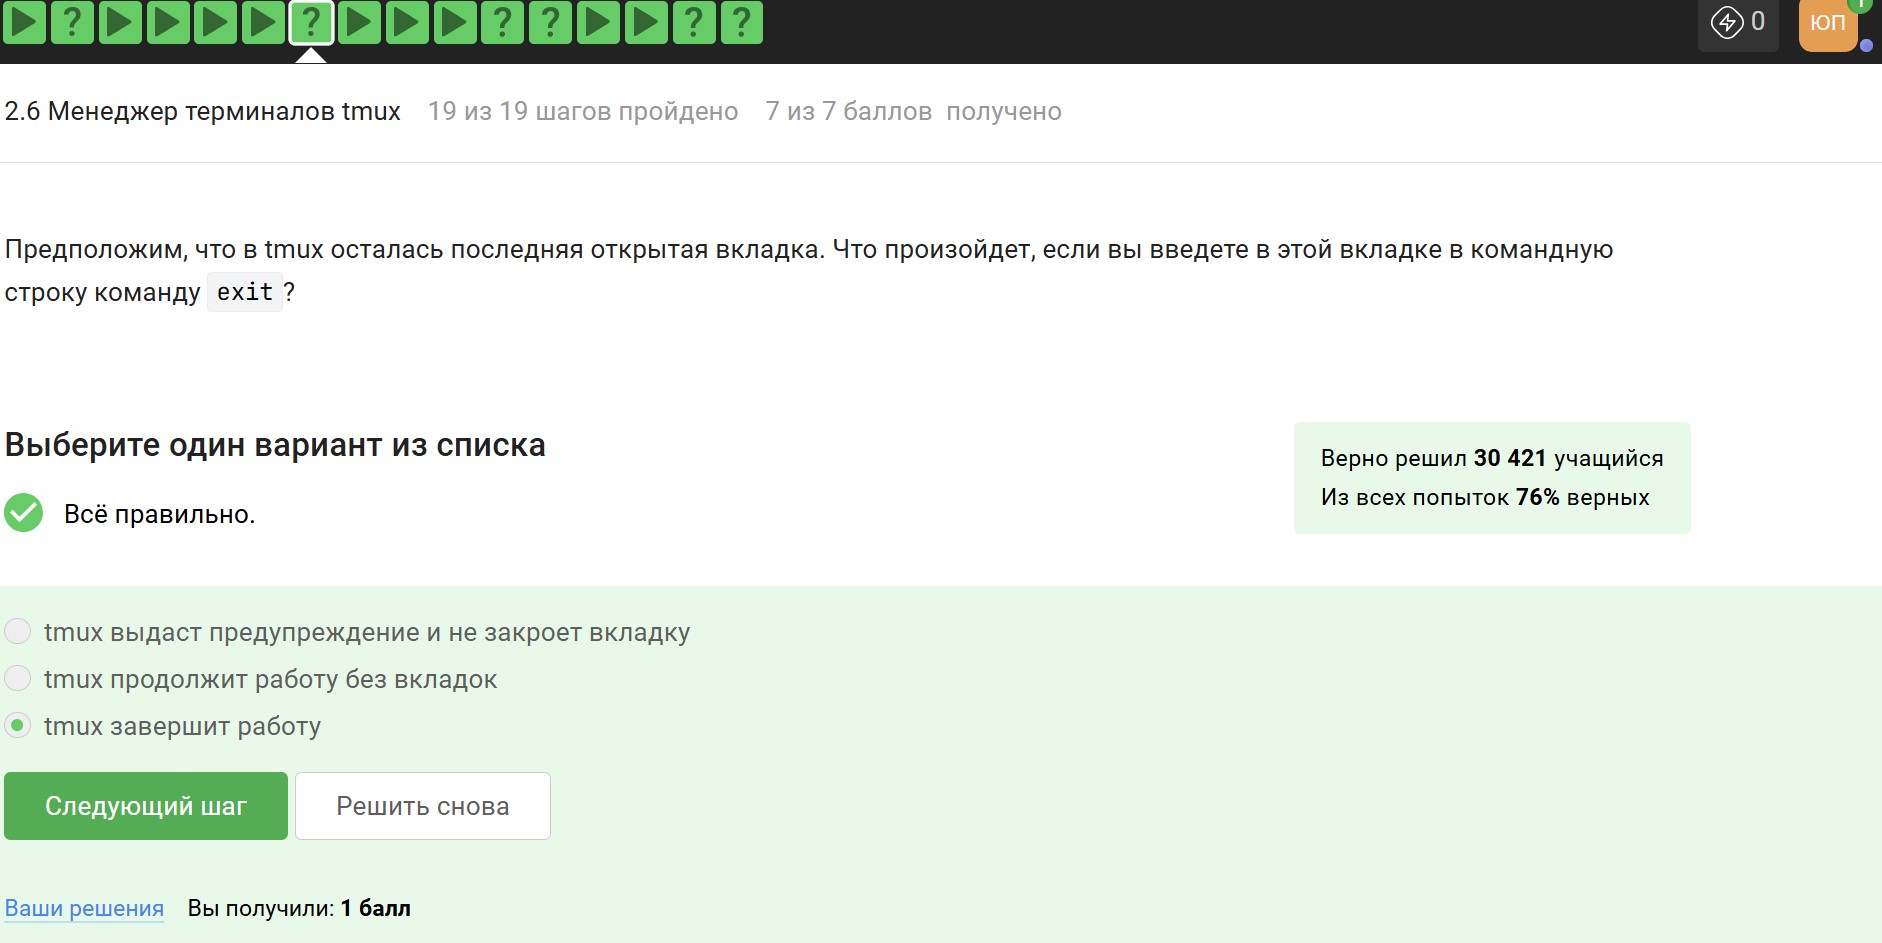 ? ? ? ? ? ?
0
ЮП
2.6 Менеджер терминалов tmux 19 из 19 шагов пройдено 7 из 7 баллов получено
Предположим, что в tmux осталась последняя открытая вкладка. Что произойдет, если вы введете в этой вкладке в командную
строку команду exit ?
Выберите один вариант из списка
Всё правильно.
Верно решил 30 421 учащийся
Из всех попыток 76% верных
tmux выдаст предупреждение и не закроет вкладку
tmux продолжит работу без вкладок
tmux завершит работу
Следующий шаг
Решить снова
Ваши решения Вы получили: 1 балл